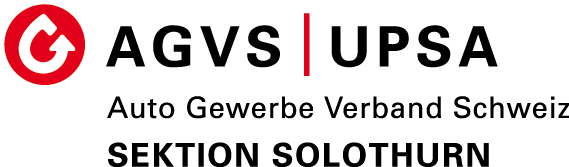 AGVS | UPSA
Auto Gewerbe Verband Schweiz
SEKTION SOLOTHURN